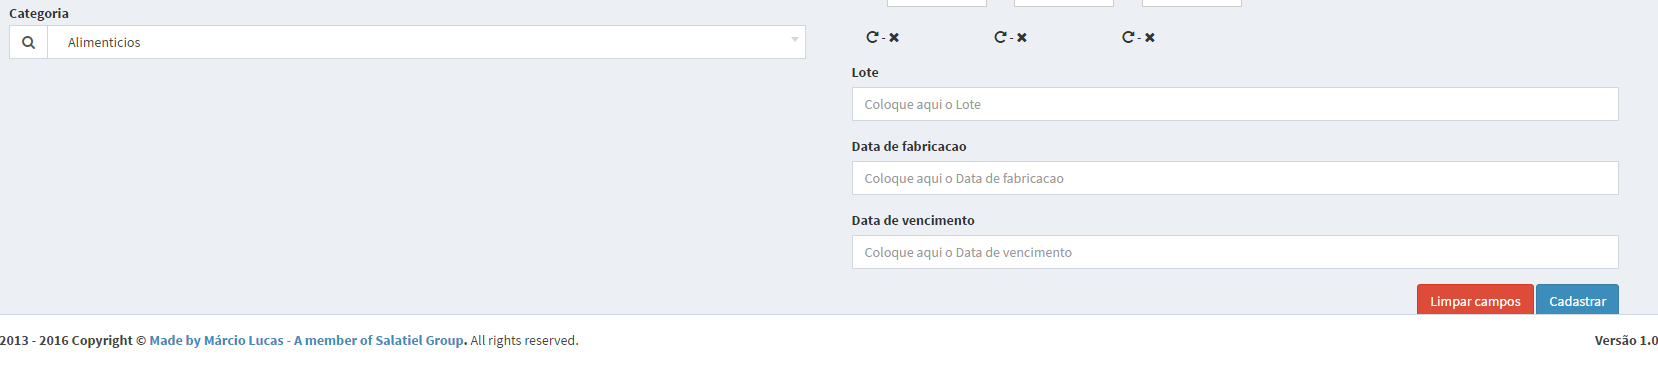 Categoria
Alimenticios
Lote
Coloque aqui o Lote
Data de fabricacao
Coloque aqui o Data de fabricacao
Data de vencimento
Coloque aqui o Data de vencimento
Limpar campos
Cadastrar
2013 - 2016 Copyright © Made by Márcio Lucas - A member of Salatiel Group. All rights reserved.
Versão 1.0